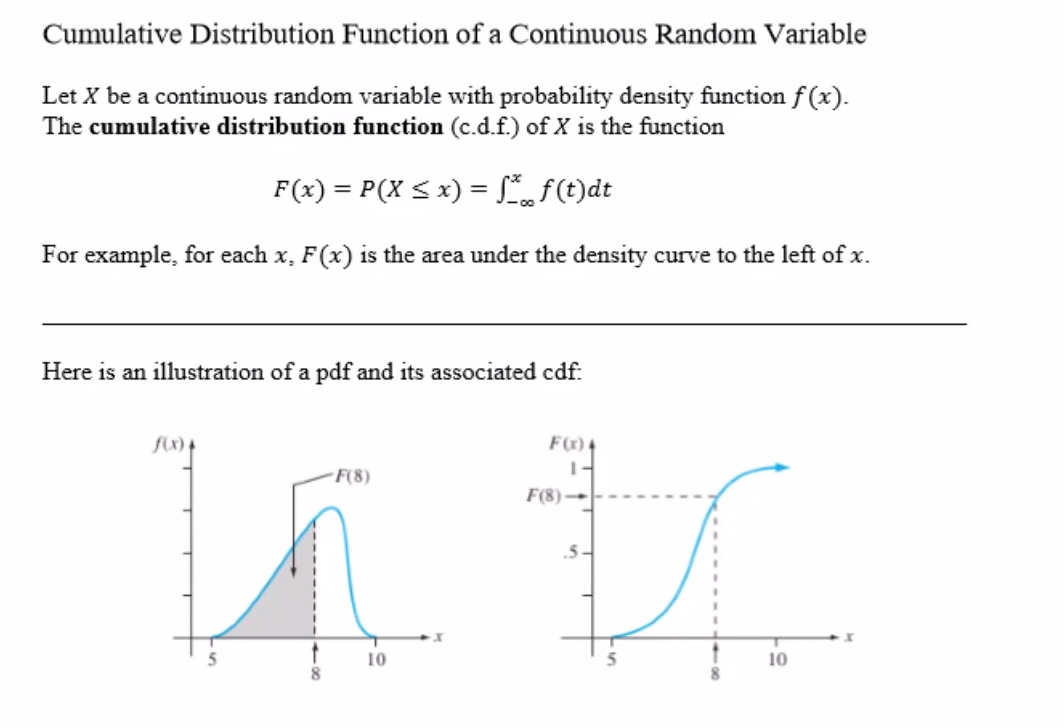 Cumulative Distribution Function of a Continuous Random Variable
Let X be a continuous random variable with probability density function f(x).
The cumulative distribution function (c.d.f.) of X is the function
F(x) = P(X ≤ x) = ∫_{-∞}^{x} f(t)dt
For example, for each x, F(x) is the area under the density curve to the left of x.
Here is an illustration of a pdf and its associated cdf:
f(x)
F(8)
x
5
8
10
F(x)
1
F(8)
.5
x
5
8
10